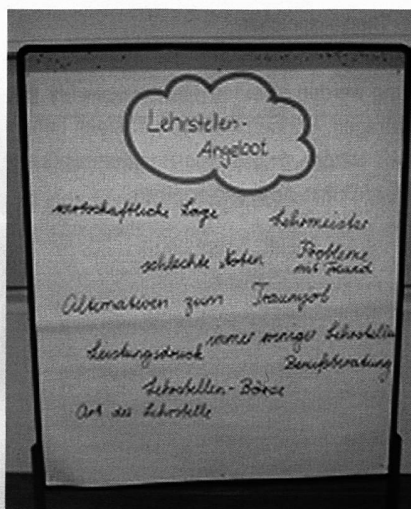 Lehrstellen-
Angebot
wirtschaftliche Lage
Lehrmeister
schlechte Noten
Probleme
mit
Alternativen zum Traumjob
immer weniger Lehrstellen
Leistungsdruck
Berufsberatung
Lehrstellen-Börse
Art der Lehrstelle